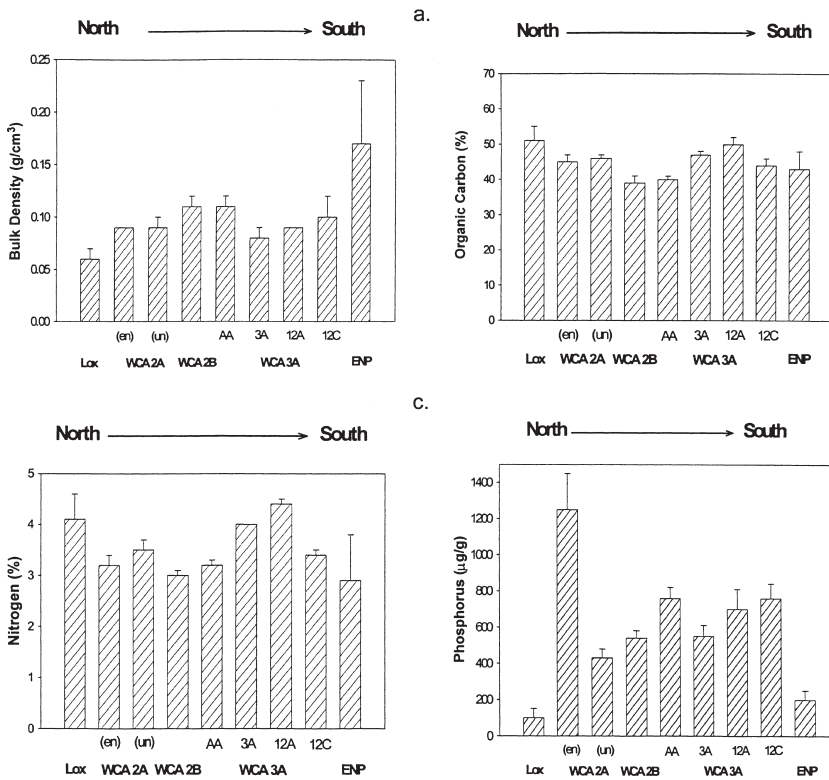 a.
North South
0.25
0.20
0.15
0.10
0.05
0.00
Bulk Density (g/cm³)
(en) (un) AA 3A 12A 12C
Lox WCA 2A WCA 2B WCA 3A ENP
North South
70
60
50
40
30
20
10
0
Organic Carbon (%)
(en) (un) AA 3A 12A 12C
Lox WCA 2A WCA 2B WCA 3A ENP
c.
North South
5
4
3
2
1
0
Nitrogen (%)
(en) (un) AA 3A 12A 12C
Lox WCA 2A WCA 2B WCA 3A ENP
North South
1400
1200
1000
800
600
400
200
Phosphorus (µg/g)
(en) (un) AA 3A 12A 12C
Lox WCA 2A WCA 2B WCA 3A ENP